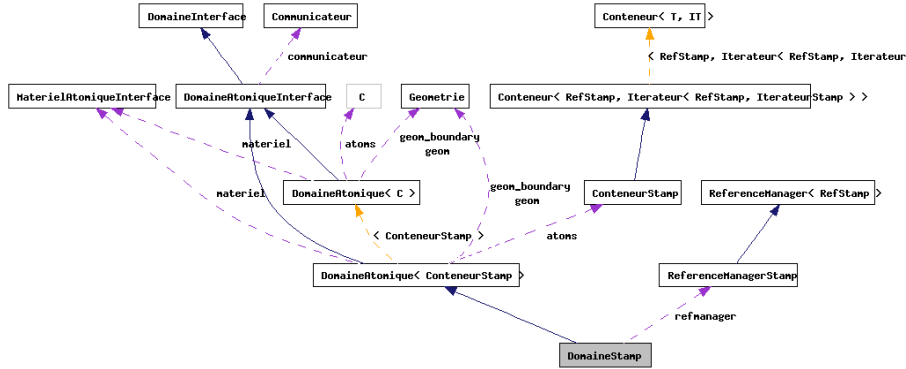 DomaineInterface
Communicateur
Conteneur< T, IT >
communicateur
< RefStamp, Iterateur< RefStamp, Iterateur
MaterielAtomiqueInterface
DomaineAtomiqueInterface
C
Geometrie
Conteneur< RefStamp, Iterateur< RefStamp, IterateurStamp > >
materiel
atoms
geom_boundary
geom
DomaineAtomique< C >
ConteneurStamp
ReferenceManager< RefStamp >
materiel
geom_boundary
geom
< ConteneurStamp >
atoms
DomaineAtomique< ConteneurStamp >
ReferenceManagerStamp
refmanager
DomaineStamp